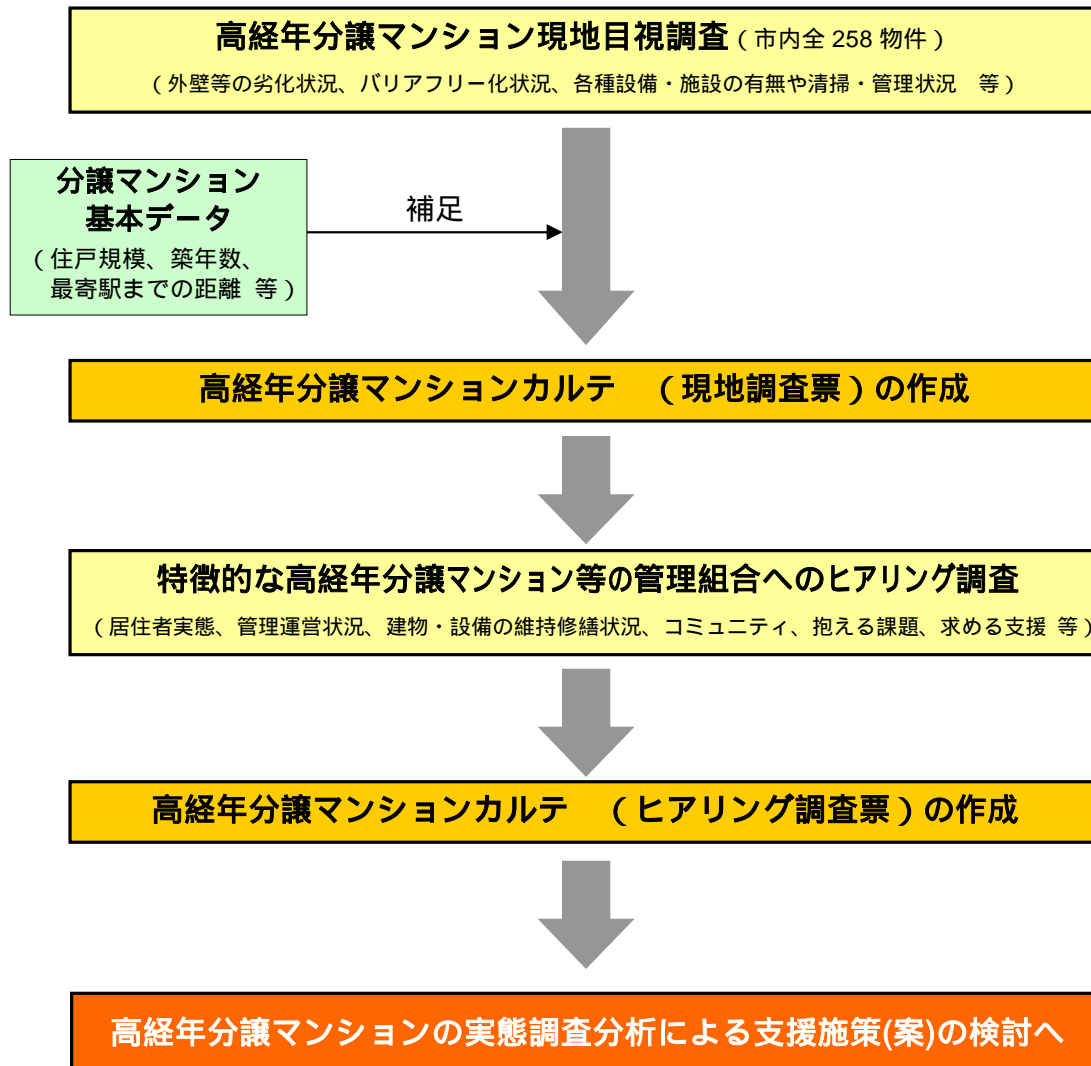 高経年分譲マンション現地目視調査（市内全 258 物件）
（外壁等の劣化状況、バリアフリー化状況、各種設備・施設の有無や清掃・管理状況　等）
分譲マンション
基本データ
（住戸規模、築年数、
最寄駅までの距離 等）
補足
高経年分譲マンションカルテ　（現地調査票）の作成
特徴的な高経年分譲マンション等の管理組合へのヒアリング調査
（居住者実態、管理運営状況、建物・設備の維持修繕状況、コミュニティ、抱える課題、求める支援 等）
高経年分譲マンションカルテ　（ヒアリング調査票）の作成
高経年分譲マンションの実態調査分析による支援施策(案)の検討へ